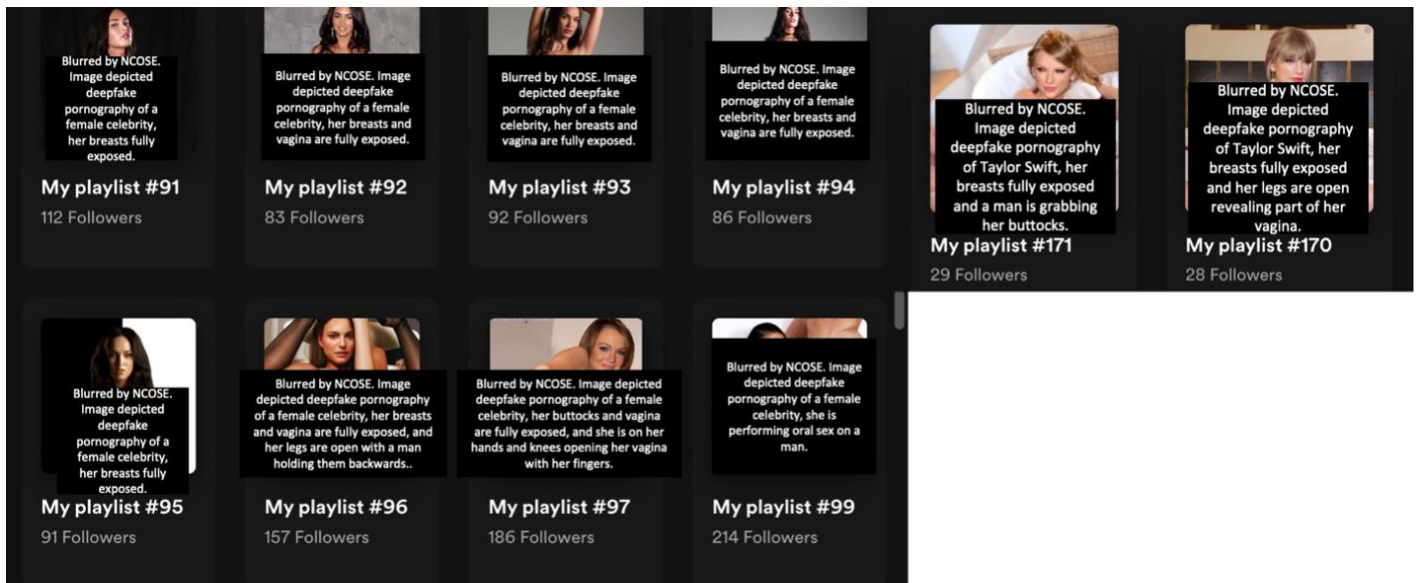 Blurred by NCOSE.
Image depicted
deepfake
pornography of a
female celebrity,
her breasts fully
exposed.
My playlist #91
112 Followers
Blurred by NCOSE. Image
depicted deepfake
pornography of a female
celebrity, her breasts and
vagina are fully exposed.
My playlist #92
83 Followers
Blurred by NCOSE. Image
depicted deepfake
pornography of a female
celebrity, her breasts and
vagina are fully exposed.
My playlist #93
92 Followers
Blurred by NCOSE. Image
depicted deepfake
pornography of a female
celebrity, her breasts and
vagina are fully exposed.
My playlist #94
86 Followers
Blurred by NCOSE.
Image depicted
deepfake pornography
of Taylor Swift, her
breasts fully exposed
and a man is grabbing
her buttocks.
My playlist #171
29 Followers
Blurred by NCOSE.
Image depicted
deepfake pornography
of Taylor Swift, her
breasts fully exposed
and her legs are open
revealing part of her
vagina.
My playlist #170
28 Followers
Blurred by NCOSE.
Image depicted
deepfake
pornography of a
female celebrity,
her breasts fully
exposed.
My playlist #95
91 Followers
Blurred by NCOSE. Image
depicted deepfake pornography
of a female celebrity, her breasts
and vagina are fully exposed, and
her legs are open with a man
holding them backwards..
My playlist #96
157 Followers
Blurred by NCOSE. Image depicted
deepfake pornography of a female
celebrity, her buttocks and vagina
are fully exposed, and she is on her
hands and knees opening her vagina
with her fingers.
My playlist #97
186 Followers
Blurred by NCOSE. Image
depicted deepfake
pornography of a female
celebrity, she is
performing oral sex on a
man.
My playlist #99
214 Followers